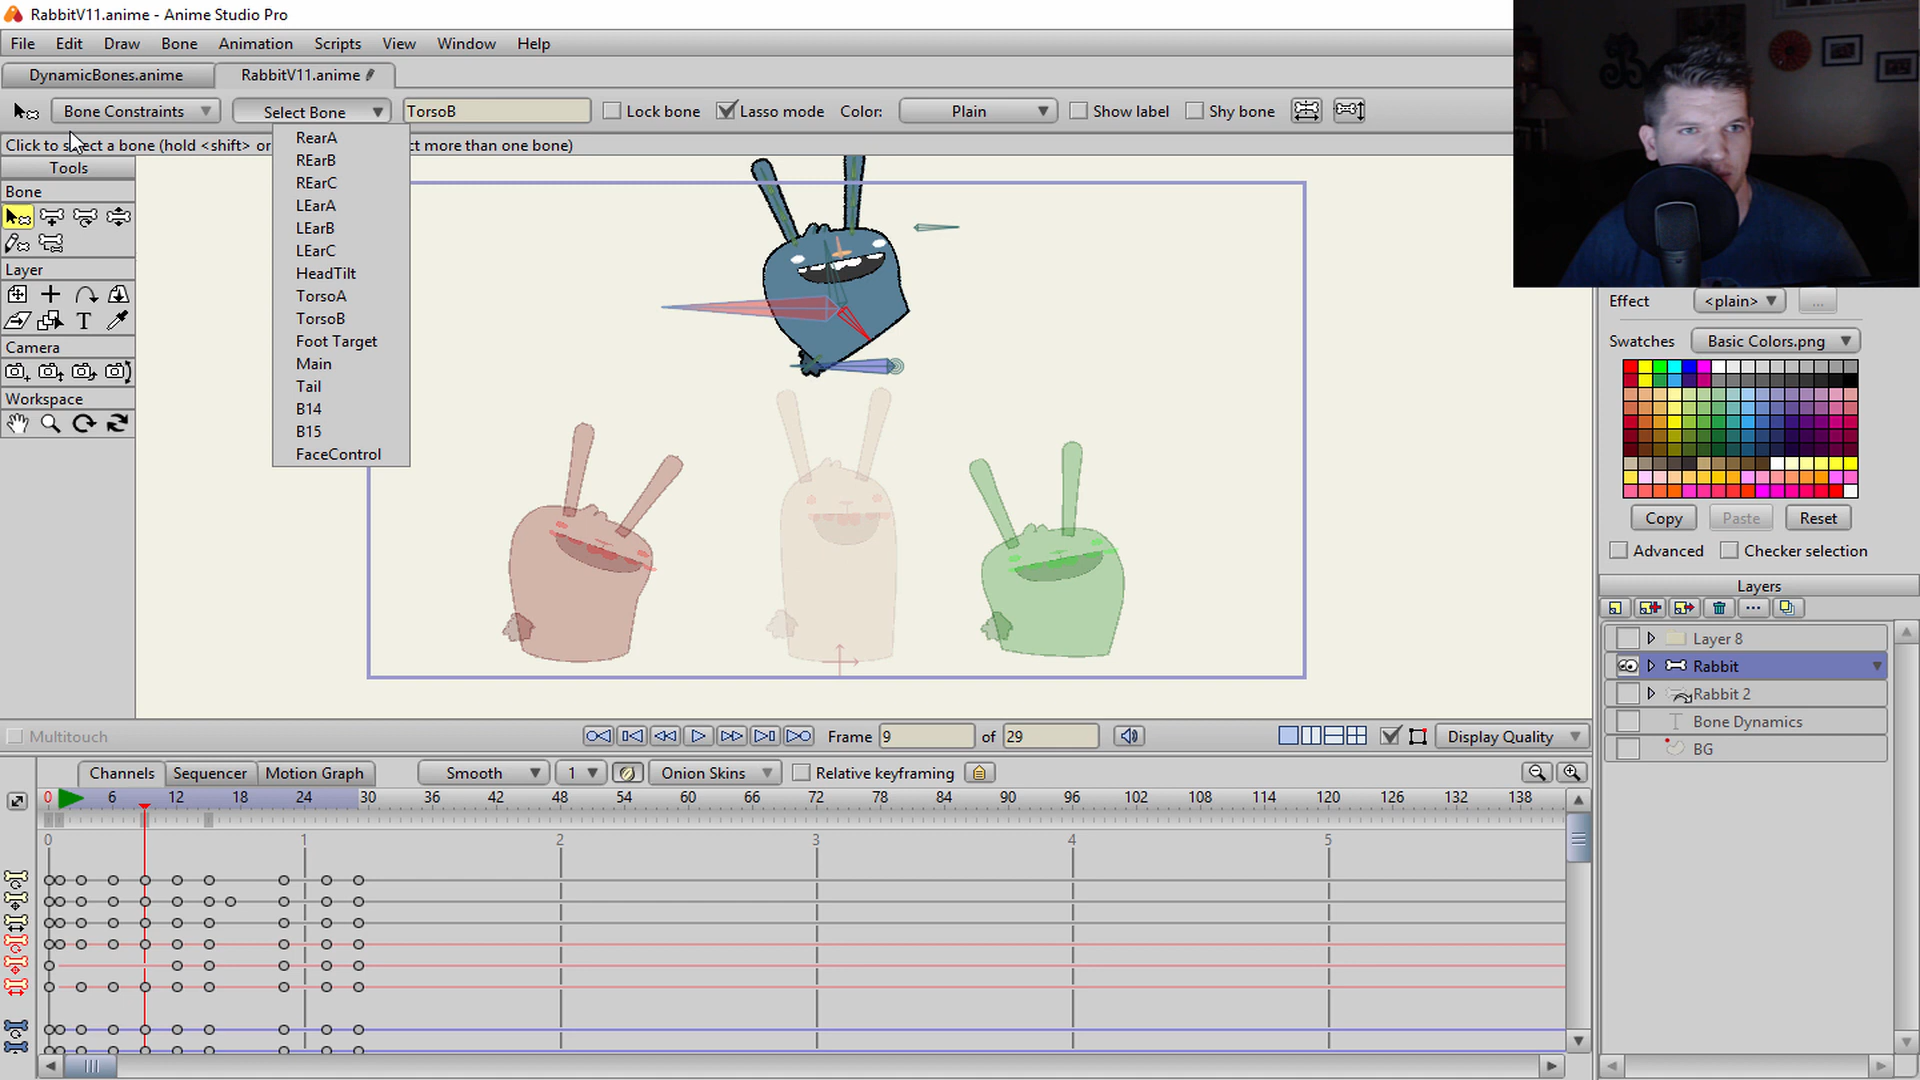 RabbitV11.anime - Anime Studio Pro
File Edit Draw Bone Animation Scripts View Window Help
DynamicBones.anime RabbitV11.anime
Bone Constraints Select Bone TorsoB Lock bone Lasso mode Color: Plain Show label Shy bone
Click to select a bone (hold <shift> or ct more than one bone)
RearA
REarB
REarC
LEarA
LEarB
LEarC
HeadTilt
TorsoA
TorsoB
Foot Target
Main
Tail
B14
B15
FaceControl
Tools
Bone
Layer
T
Camera
Workspace
Effect <plain> ...
Swatches Basic Colors.png
Copy Paste Reset
Advanced Checker selection
Layers
Layer 8
Rabbit
Rabbit 2
T Bone Dynamics
BG
Multitouch Frame 9 of 29 Display Quality
Channels Sequencer Motion Graph Smooth 1 Onion Skins Relative keyframing
0 6 12 18 24 30 36 42 48 54 60 66 72 78 84 90 96 102 108 114 120 126 132 138
0 1 2 3 4 5